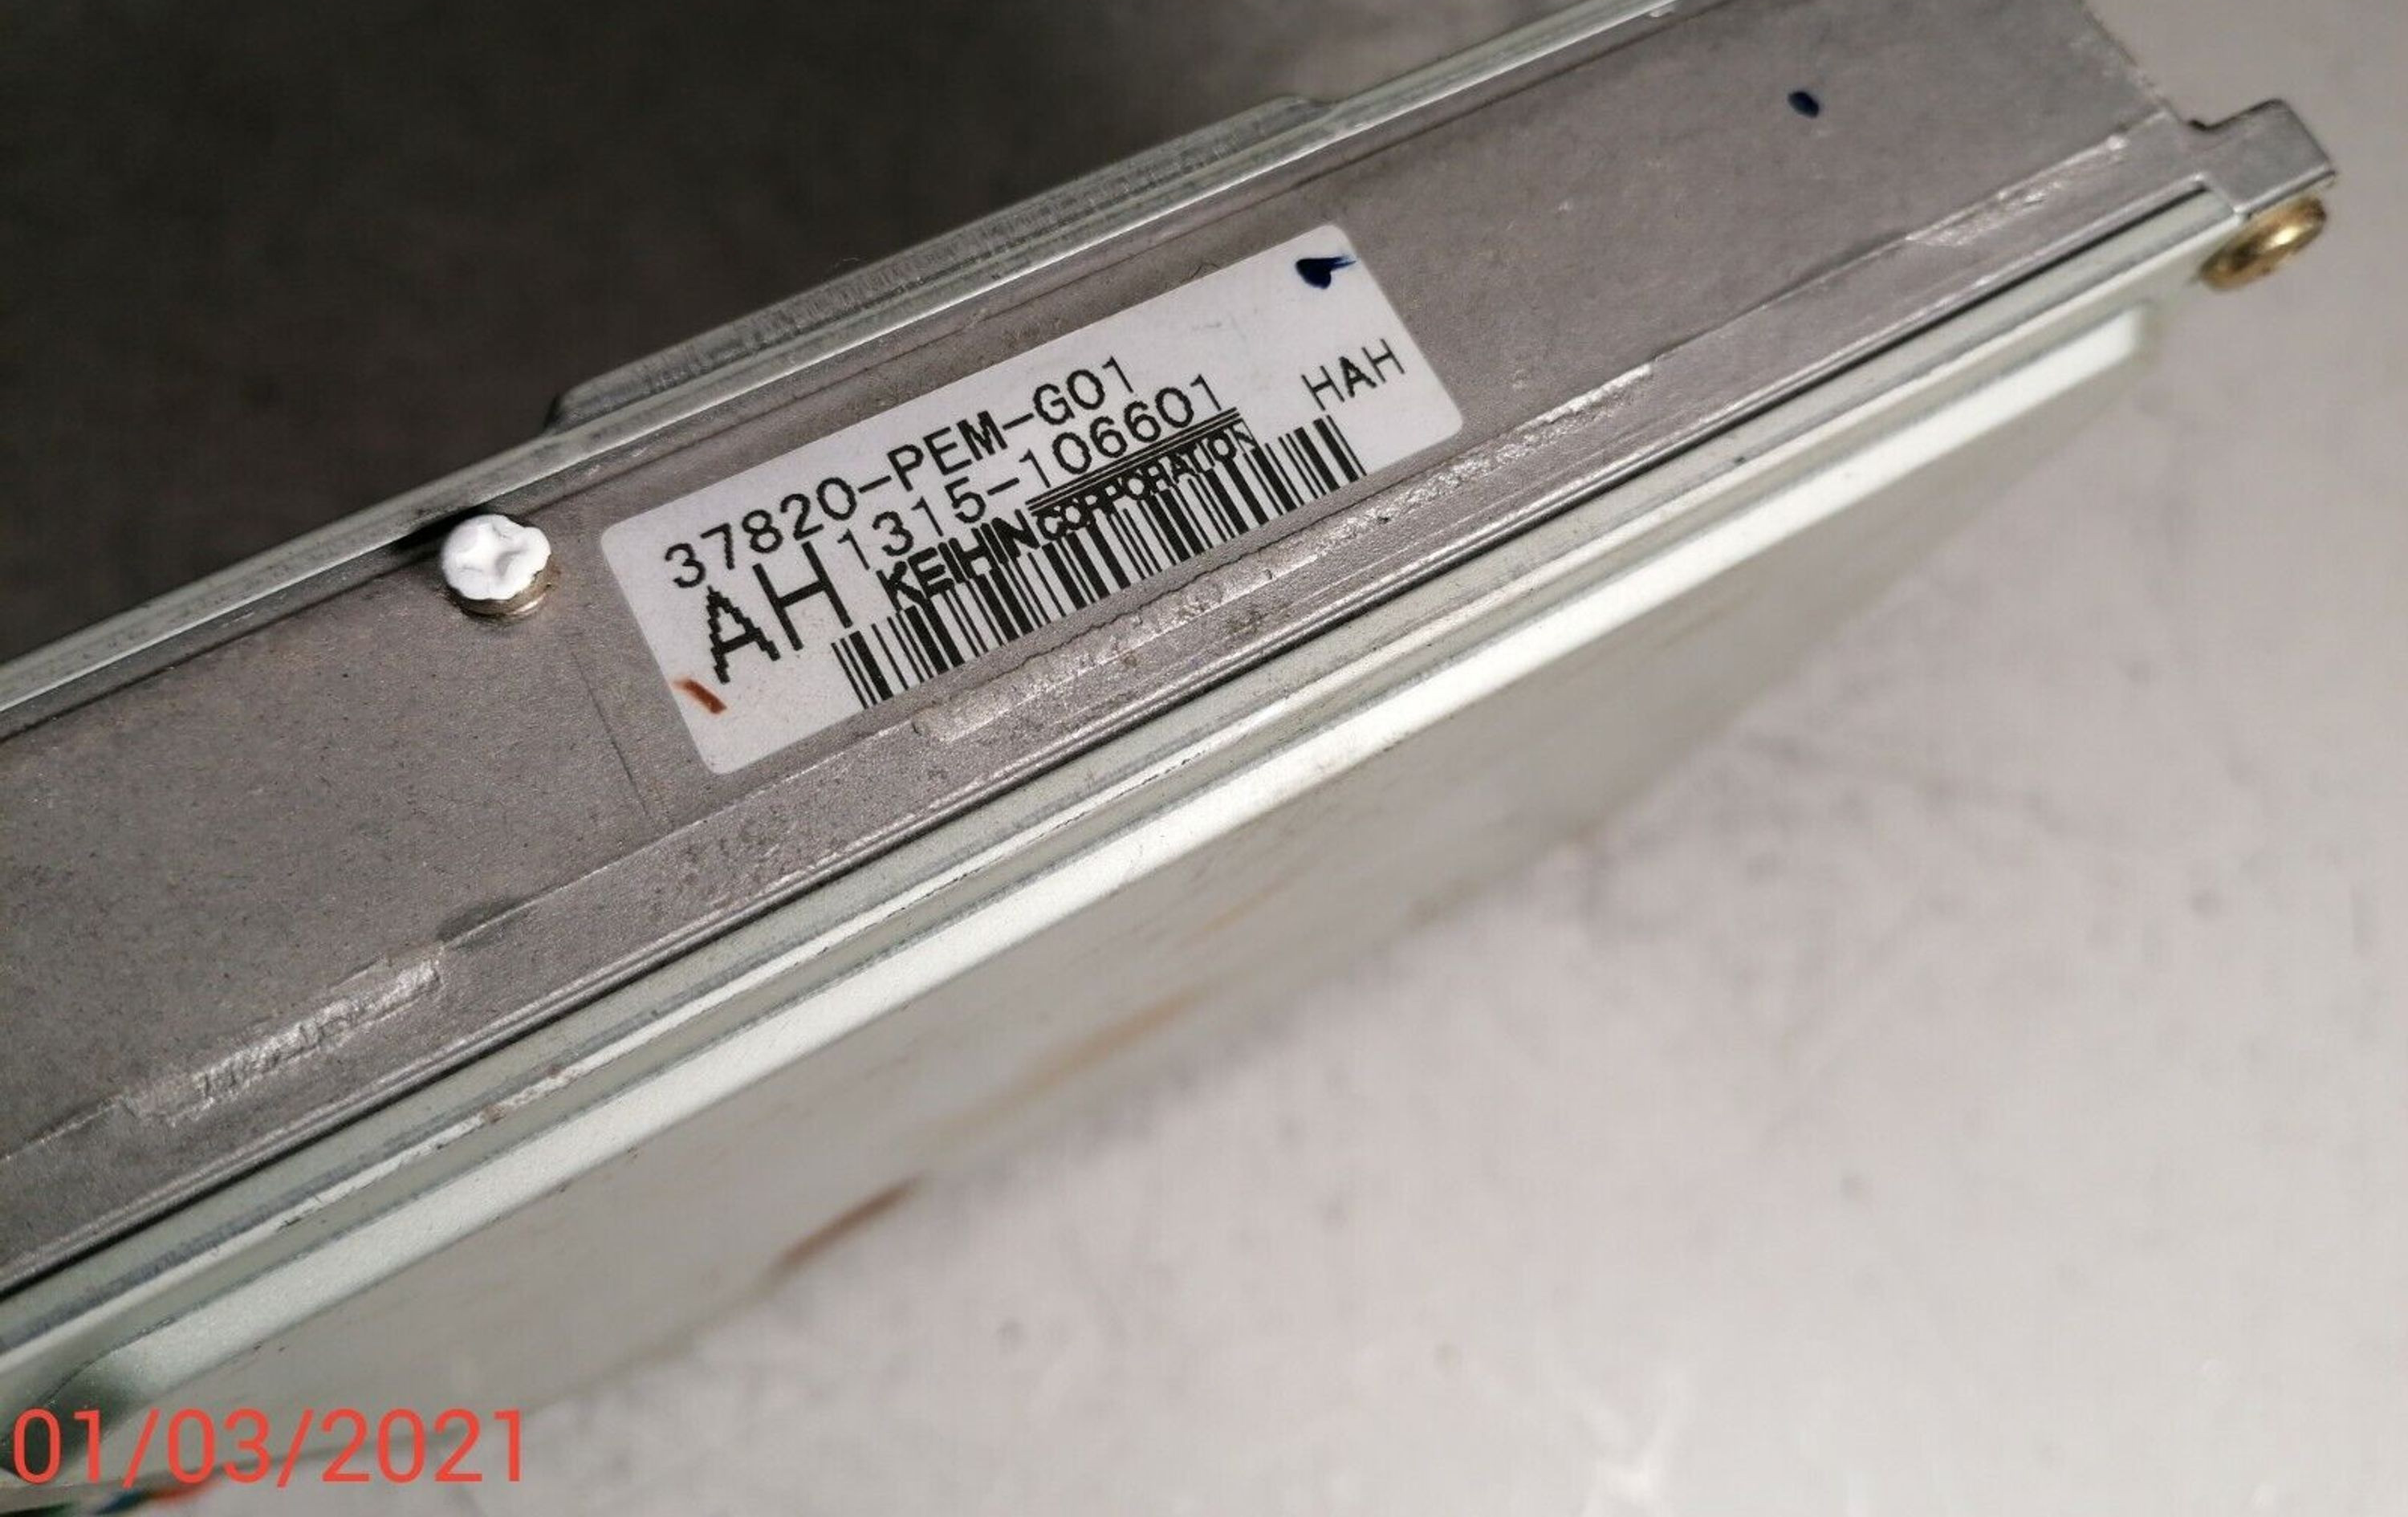 37820-PEM-G01
AH 1315-106601 HAH
KEIHIN CORPORATION
01/03/2021